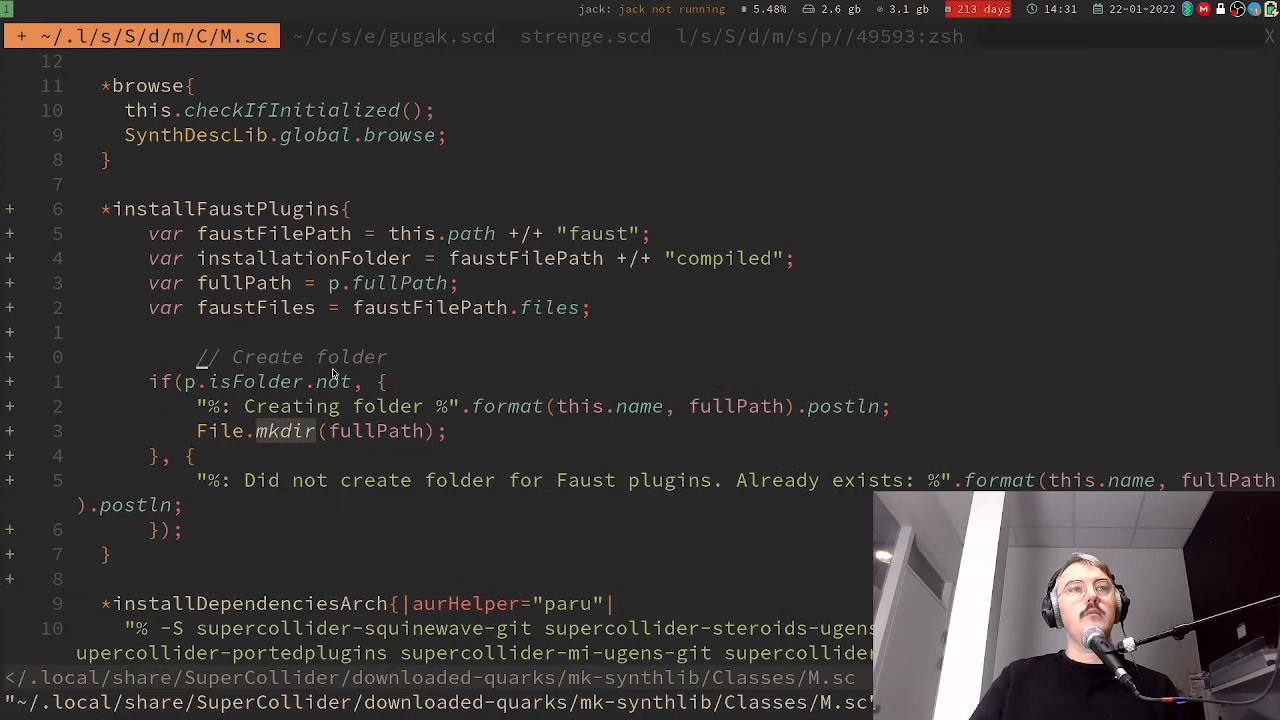 1 jack: jack not running 5.48% 2.6 gb 3.1 gb 213 days 14:31 22-01-2022
+ ~/.l/s/S/d/m/C/M.sc ~/c/s/e/gugak.scd strenge.scd l/s/S/d/m/s/p//49593:zsh X
12
11 *browse{
10 this.checkIfInitialized();
9 SynthDescLib.global.browse;
8 }
7
+ 6 *installFaustPlugins{
+ 5 var faustFilePath = this.path +/+ "faust";
+ 4 var installationFolder = faustFilePath +/+ "compiled";
+ 3 var fullPath = p.fullPath;
+ 2 var faustFiles = faustFilePath.files;
+ 1
+ 0 // Create folder
+ 1 if(p.isFolder.not, {
+ 2 "%: Creating folder %".format(this.name, fullPath).postln;
+ 3 File.mkdir(fullPath);
+ 4 }, {
+ 5 "%: Did not create folder for Faust plugins. Already exists: %".format(this.name, fullPath
).postln;
+ 6 });
+ 7 }
+ 8
9 *installDependenciesArch{|aurHelper="paru"|
10 "% -S supercollider-squinewave-git supercollider-steroids-ugens
upercollider-portedplugins supercollider-mi-ugens-git supercollider
</.local/share/SuperCollider/downloaded-quarks/mk-synthlib/Classes/M.sc
"~/.local/share/SuperCollider/downloaded-quarks/mk-synthlib/Classes/M.sc"